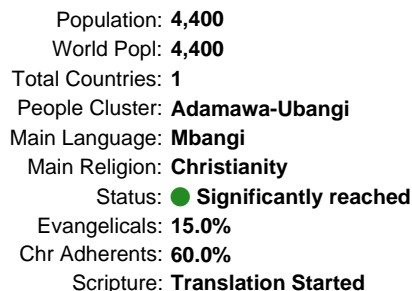 Population: 4,400
World Popl: 4,400
Total Countries: 1
People Cluster: Adamawa-Ubangi
Main Language: Mbangi
Main Religion: Christianity
Status: Significantly reached
Evangelicals: 15.0%
Chr Adherents: 60.0%
Scripture: Translation Started